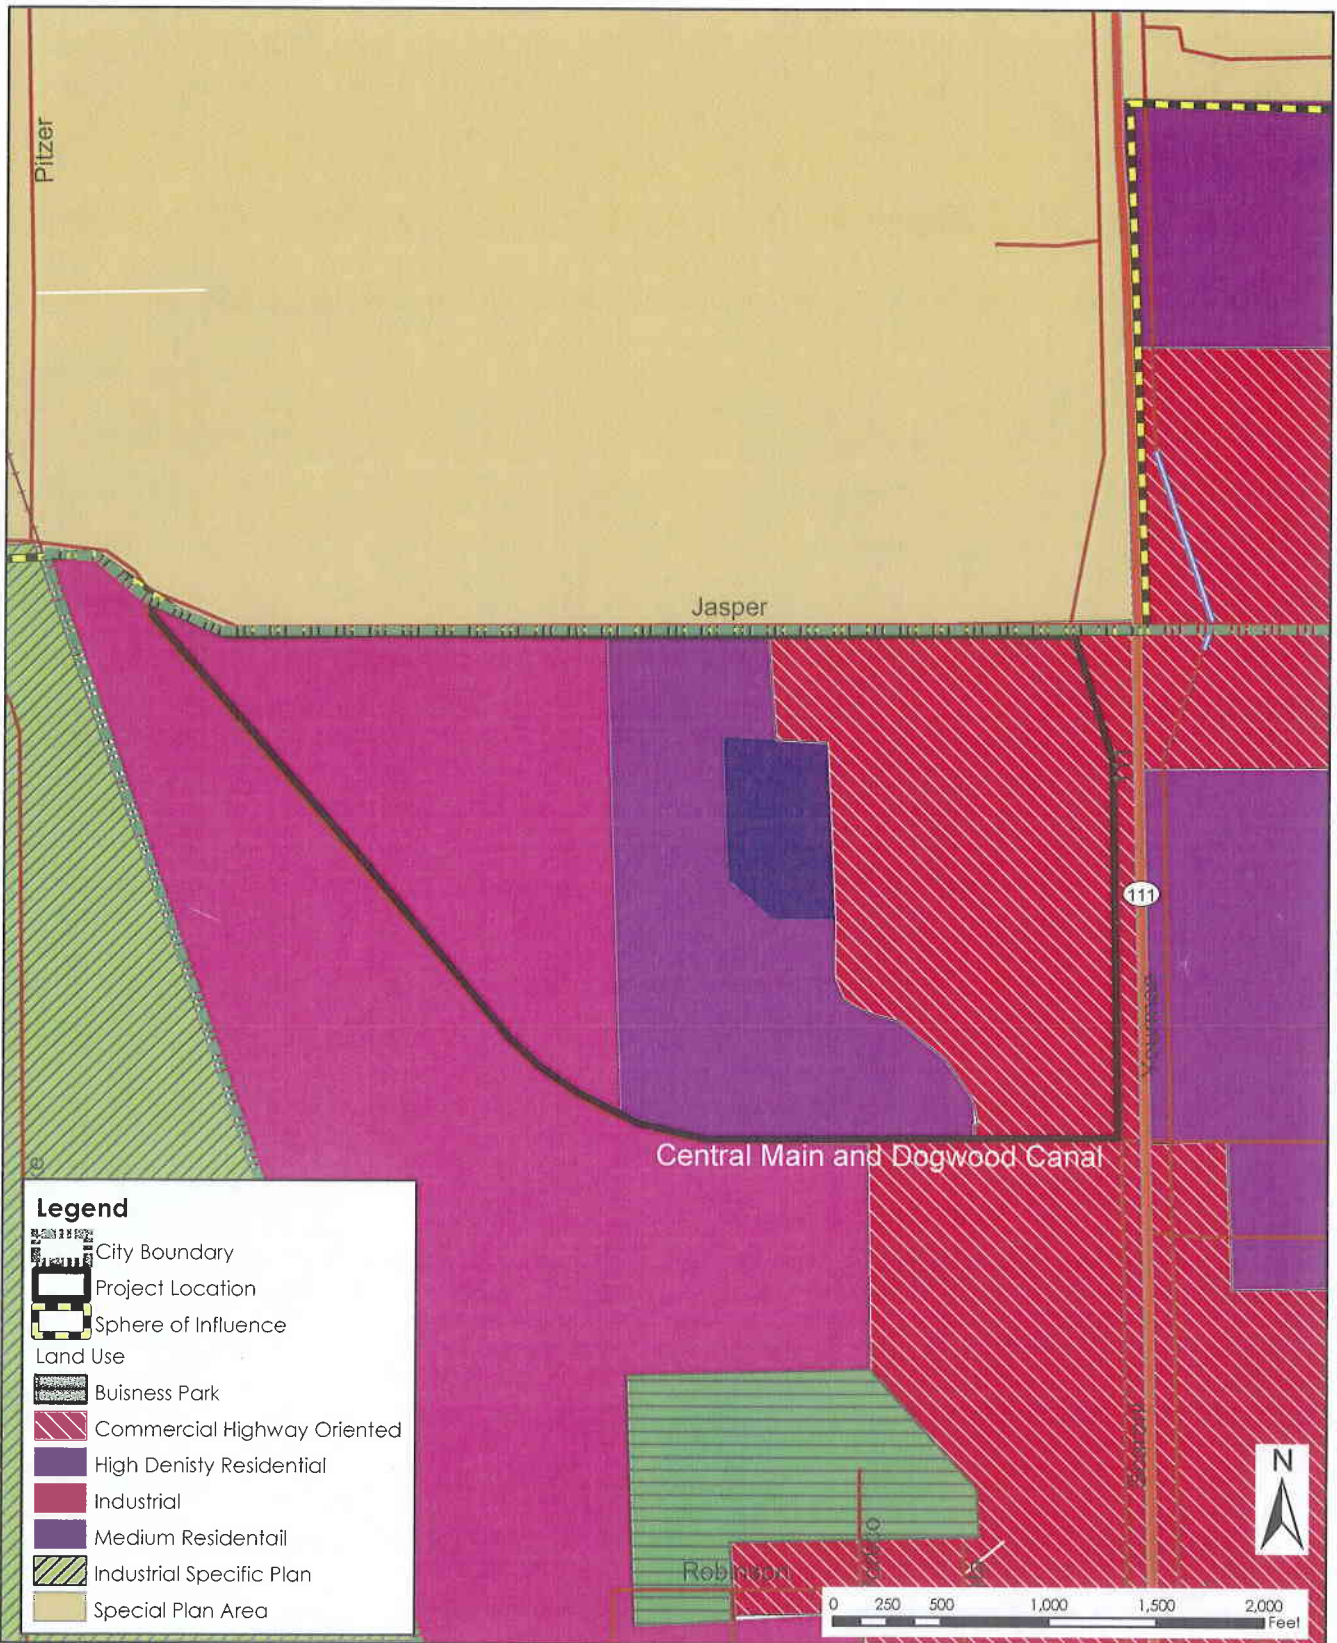 Pitzer
Jasper
111
111
Central Main and Dogwood Canal
Robinson
Legend
City Boundary
Project Location
Sphere of Influence
Land Use
Buisness Park
Commercial Highway Oriented
High Denisty Residential
Industrial
Medium Residentail
Industrial Specific Plan
Special Plan Area
N
0 250 500 1,000 1,500 2,000
Feet